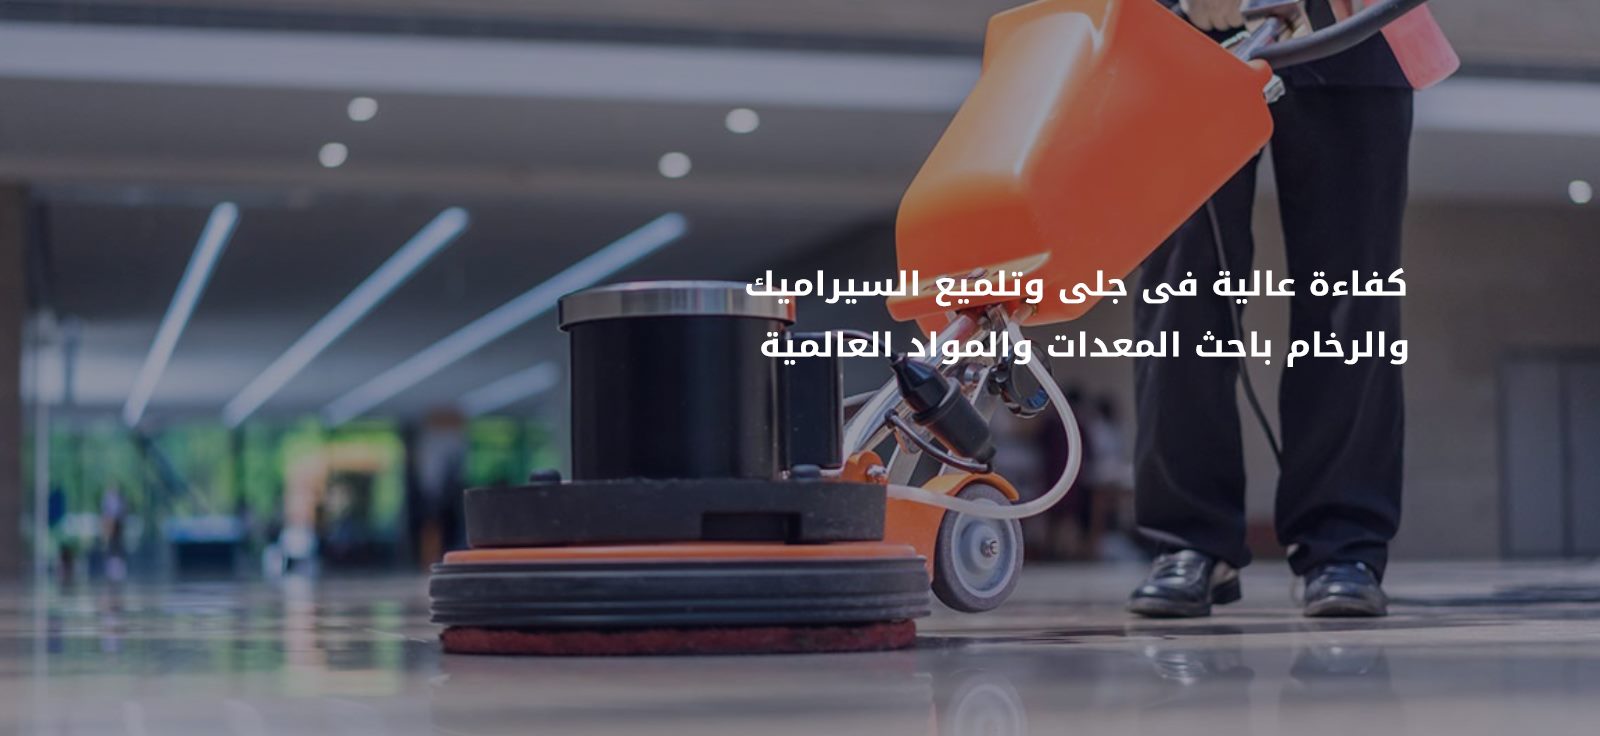 كفاءة عالية فى جلى وتلميع السيراميك
والرخام باحث المعدات والمواد العالمية